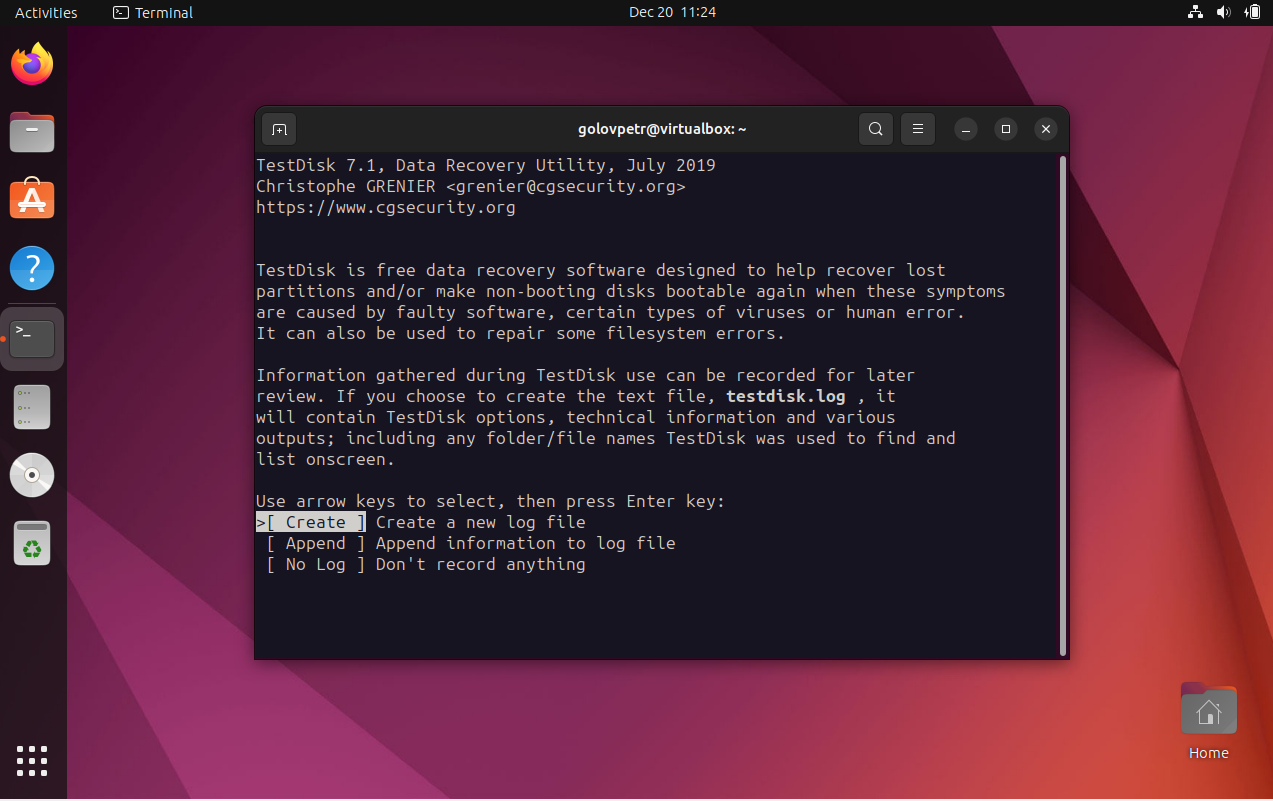 Activities
Terminal
Dec 20 11:24
golovpetr@virtualbox: ~
TestDisk 7.1, Data Recovery Utility, July 2019
Christophe GRENIER <grenier@cgsecurity.org>
https://www.cgsecurity.org
TestDisk is free data recovery software designed to help recover lost
partitions and/or make non-booting disks bootable again when these symptoms
are caused by faulty software, certain types of viruses or human error.
It can also be used to repair some filesystem errors.
Information gathered during TestDisk use can be recorded for later
review. If you choose to create the text file, testdisk.log , it
will contain TestDisk options, technical information and various
outputs; including any folder/file names TestDisk was used to find and
list onscreen.
Use arrow keys to select, then press Enter key:
>[ Create ] Create a new log file
[ Append ] Append information to log file
[ No Log ] Don't record anything
Home